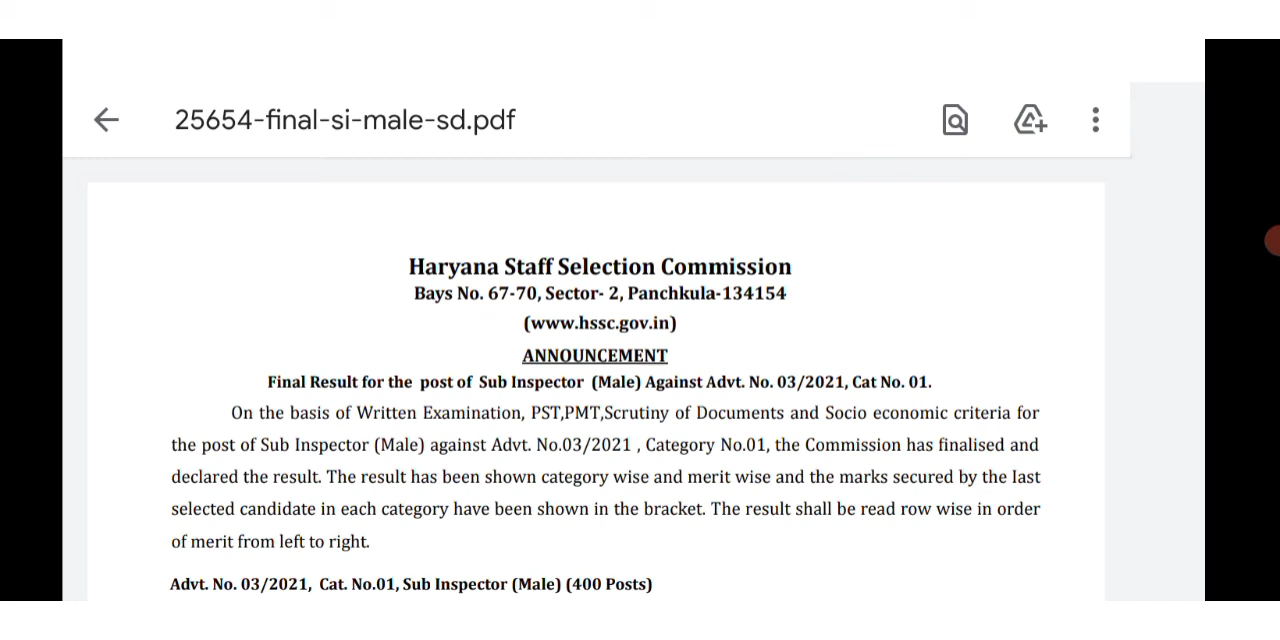 25654-final-si-male-sd.pdf
Haryana Staff Selection Commission
Bays No. 67-70, Sector- 2, Panchkula-134154
(www.hssc.gov.in)
ANNOUNCEMENT
Final Result for the post of Sub Inspector (Male) Against Advt. No. 03/2021, Cat No. 01.
On the basis of Written Examination, PST,PMT,Scrutiny of Documents and Socio economic criteria for
the post of Sub Inspector (Male) against Advt. No.03/2021 , Category No.01, the Commission has finalised and
declared the result. The result has been shown category wise and merit wise and the marks secured by the last
selected candidate in each category have been shown in the bracket. The result shall be read row wise in order
of merit from left to right.
Advt. No. 03/2021, Cat. No.01, Sub Inspector (Male) (400 Posts)